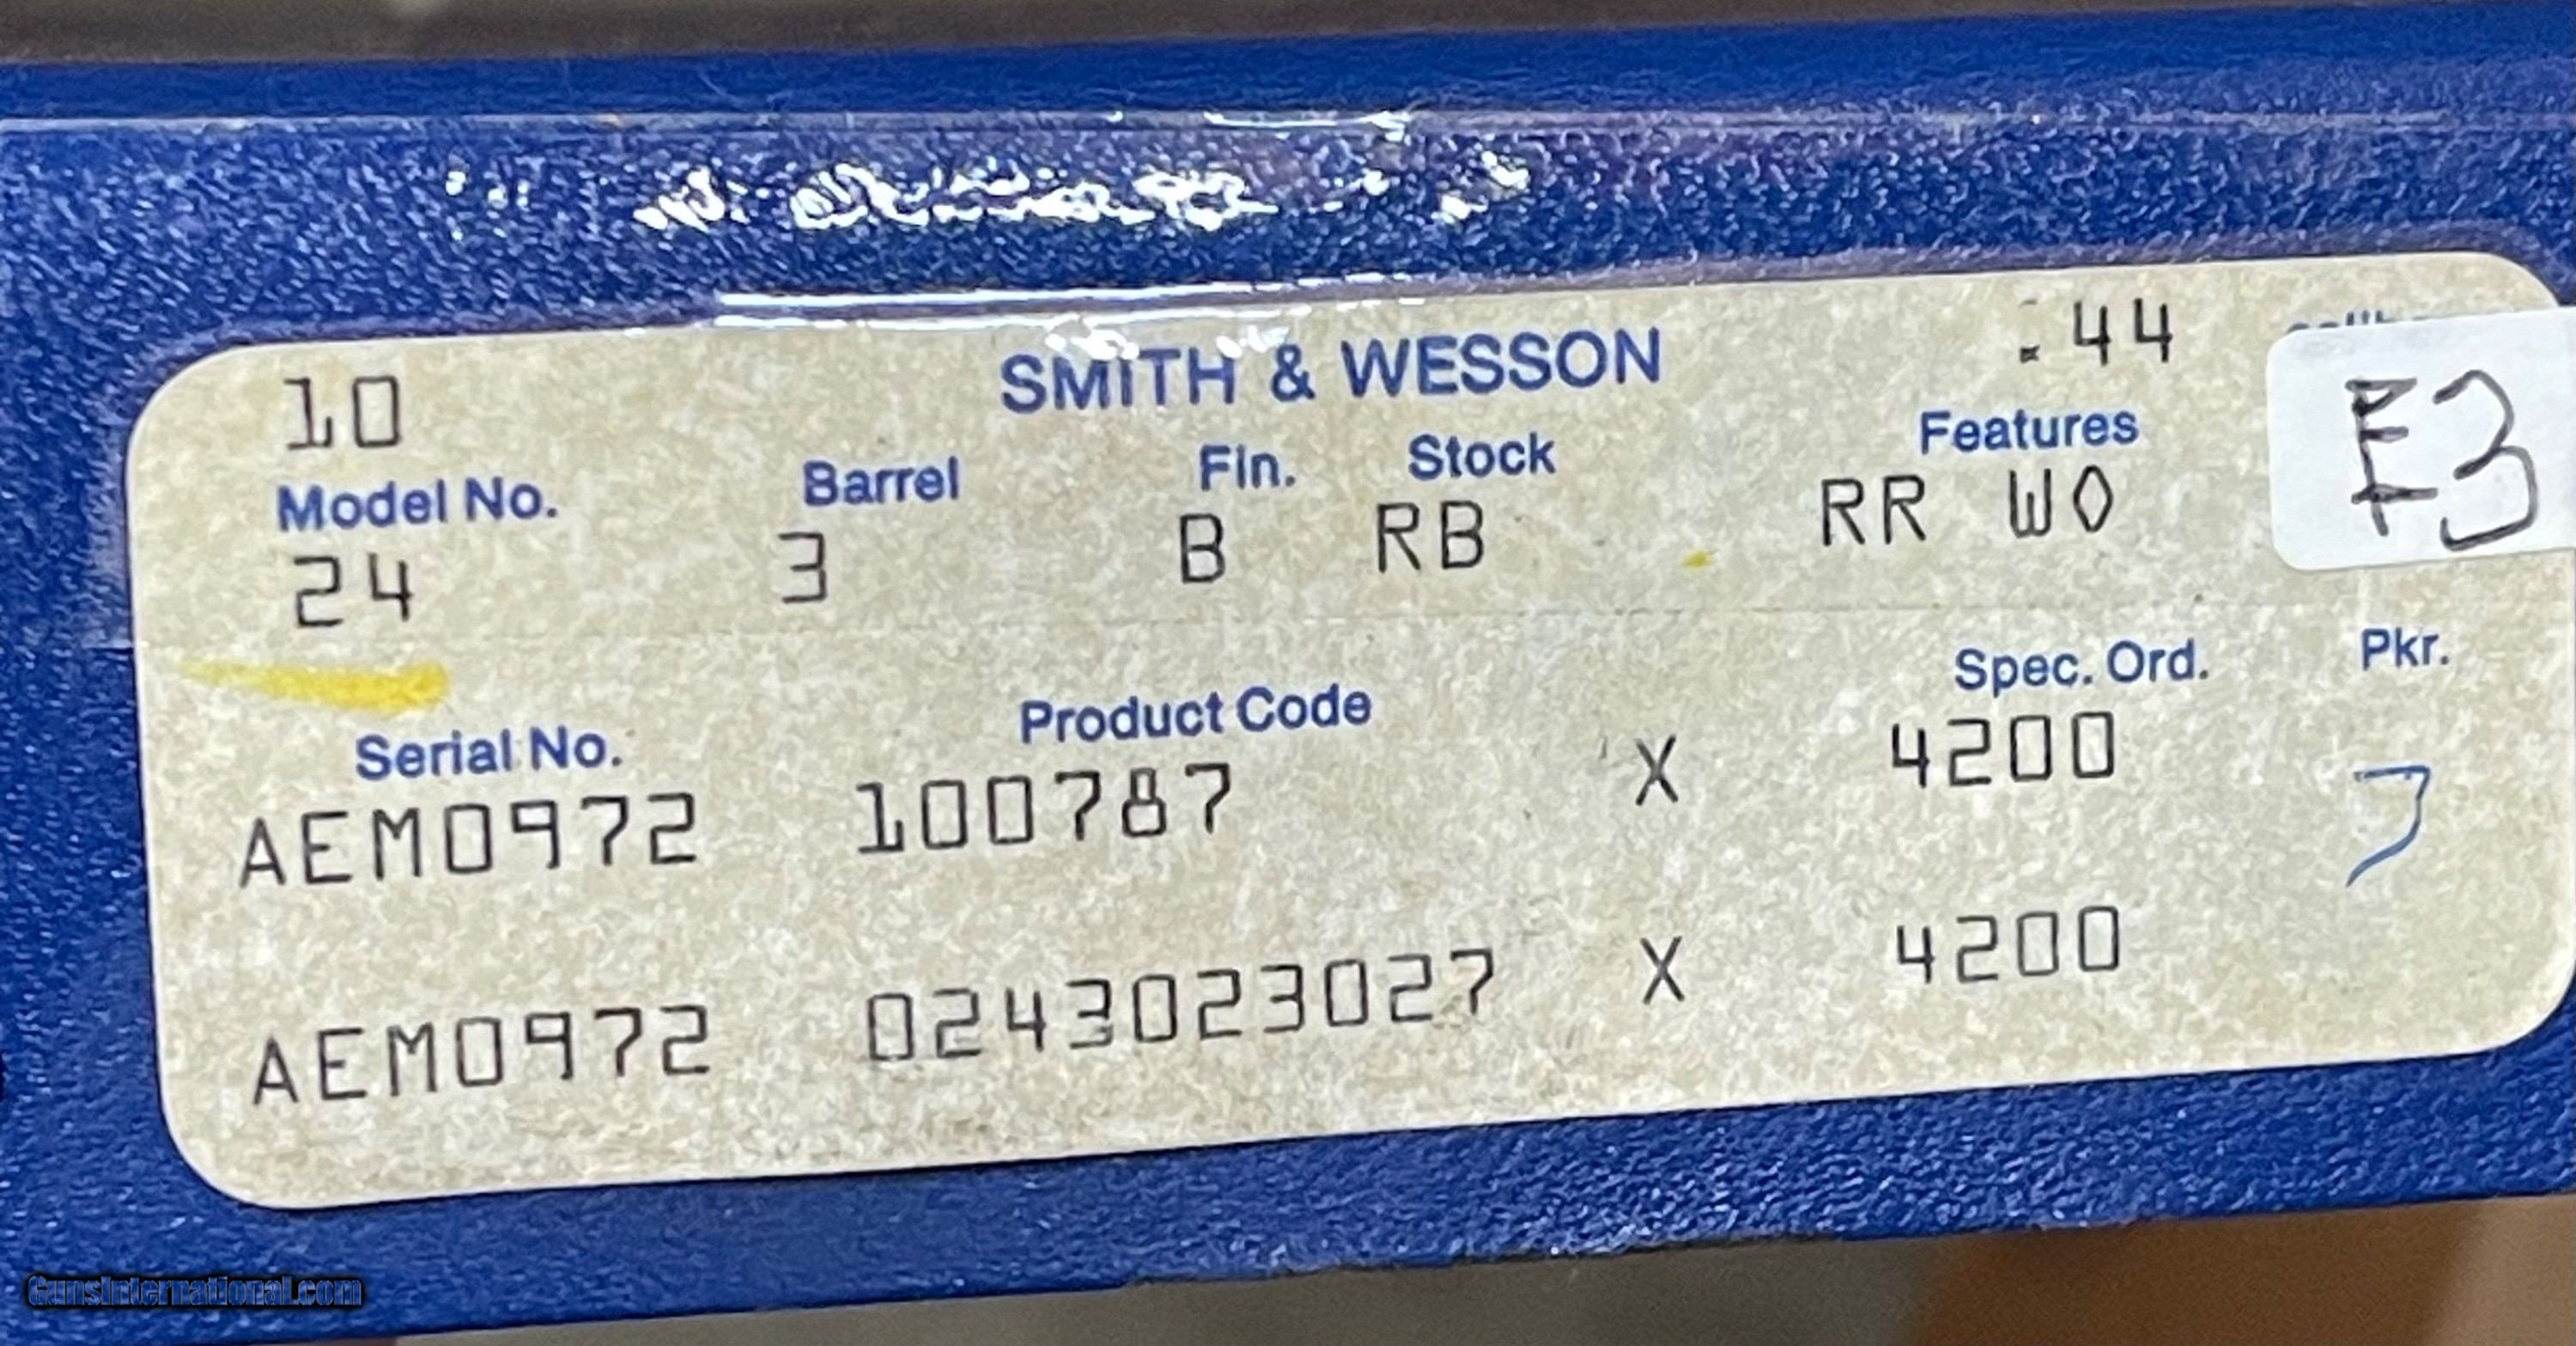 10 SMITH & WESSON .44
Model No. Barrel Fin. Stock Features
24 3 B RB RR WO
E3
Serial No. Product Code Spec. Ord. Pkr.
AEM0972 100787 X 4200
AEM0972 0243023027 X 4200
GunsInternational.com